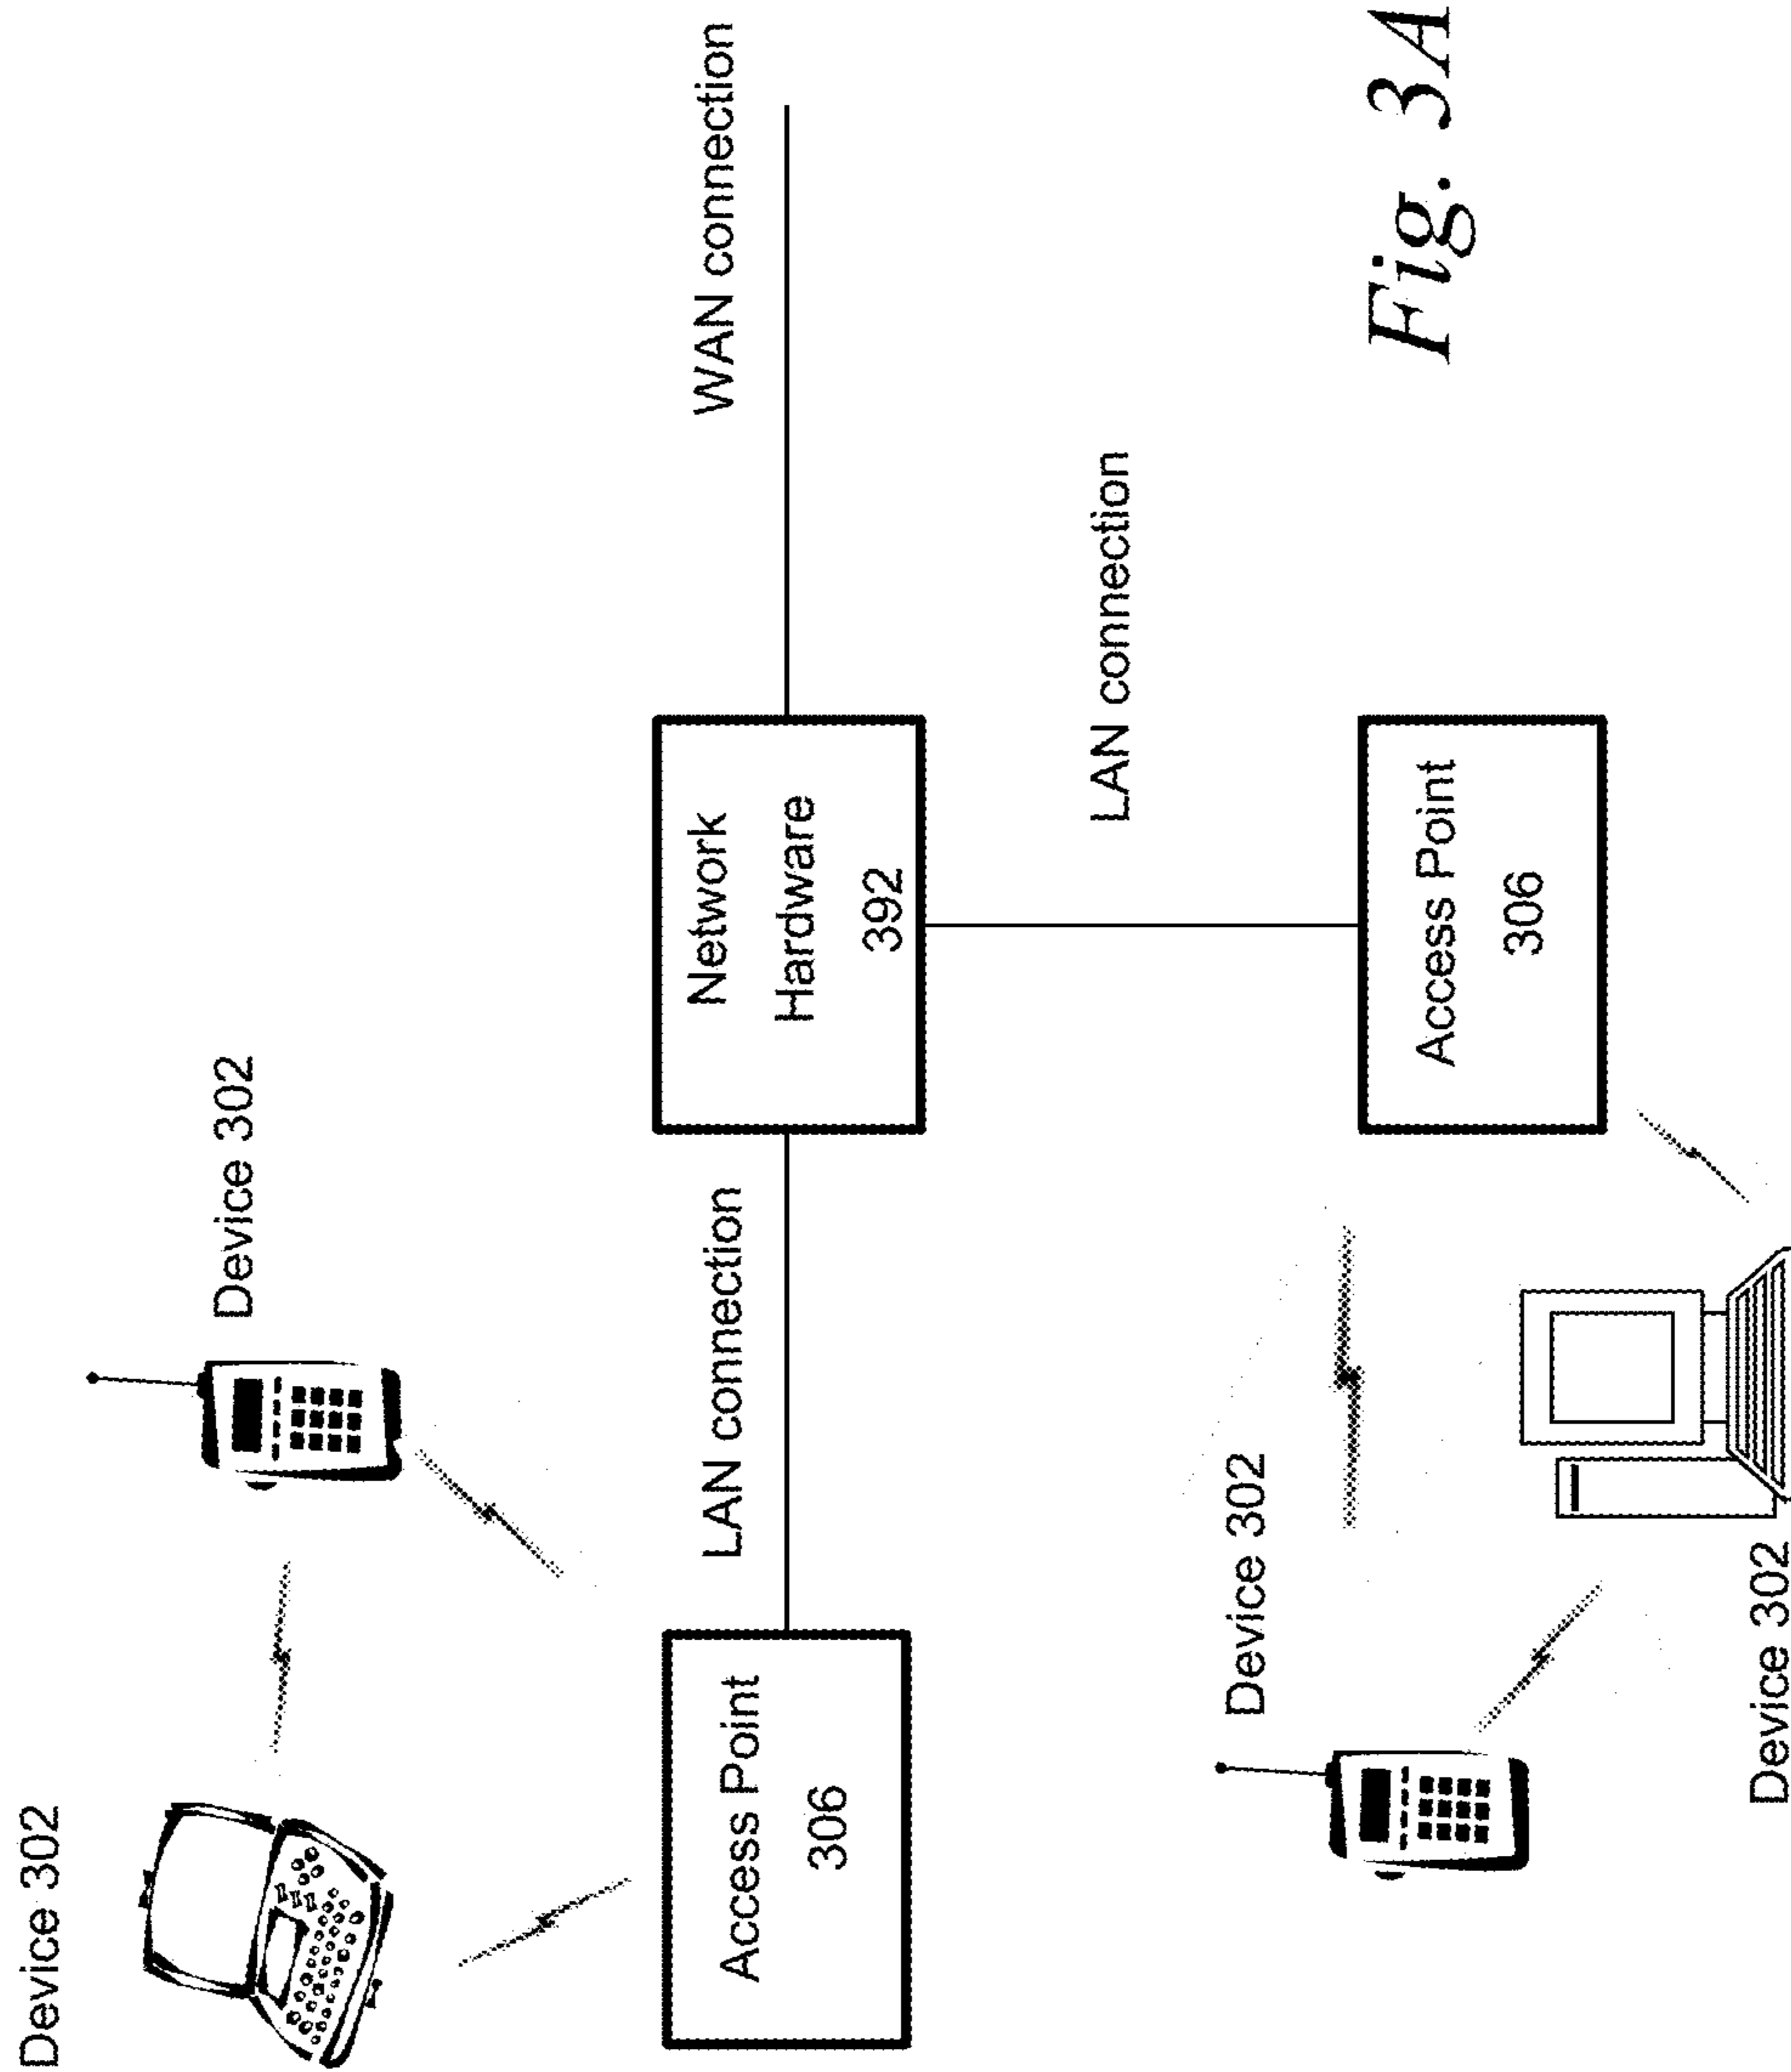 Device 302
Device 302
Access Point
306
LAN connection
Network
Hardware
392
WAN connection
LAN connection
Access Point
306
Device 302
Device 302
Fig. 3A